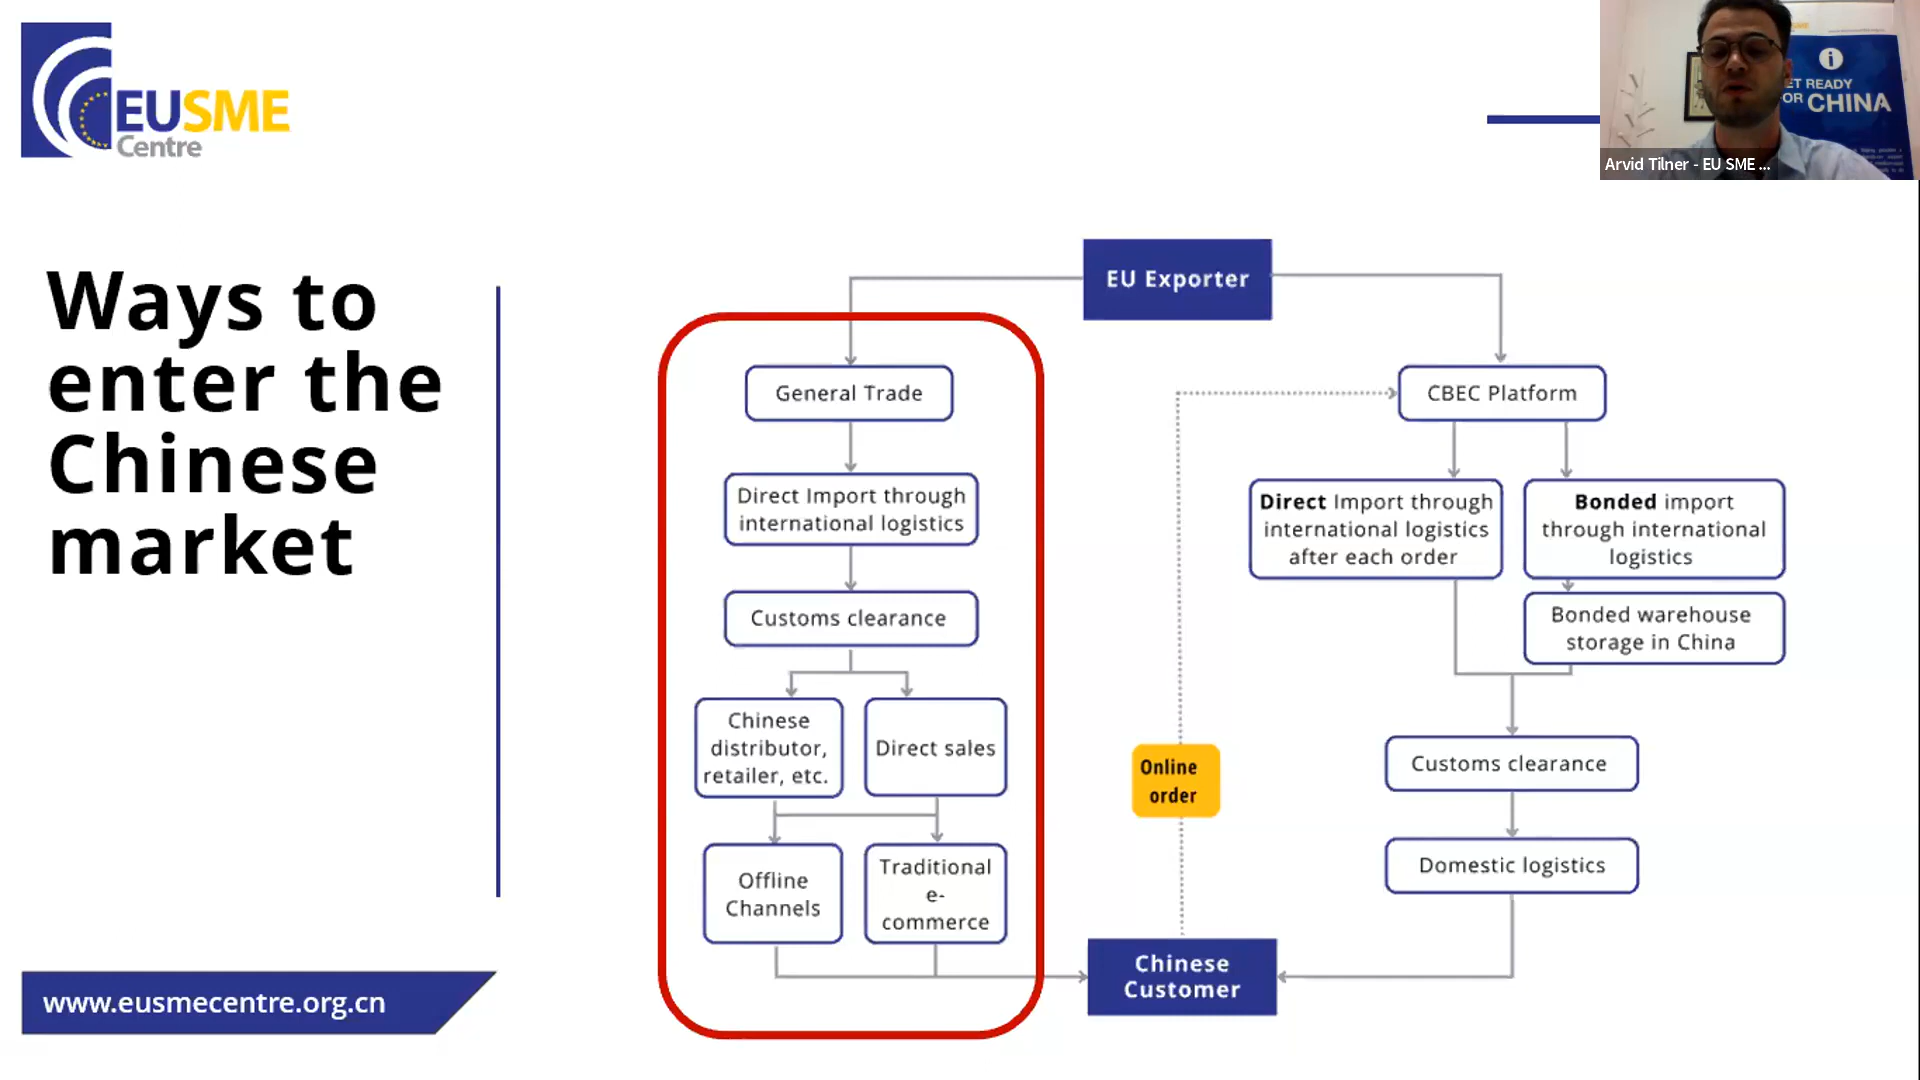 EUSME
Centre
ET READY
OR CHINA
Arvid Tilner - EU SME ...
Ways to
enter the
Chinese
market
www.eusmecentre.org.cn
EU Exporter
General Trade
Direct Import through
international logistics
Customs clearance
Chinese
distributor,
retailer, etc.
Direct sales
Offline
Channels
Traditional
e-
commerce
Online
order
Chinese
Customer
CBEC Platform
Direct Import through
international logistics
after each order
Bonded import
through international
logistics
Bonded warehouse
storage in China
Customs clearance
Domestic logistics